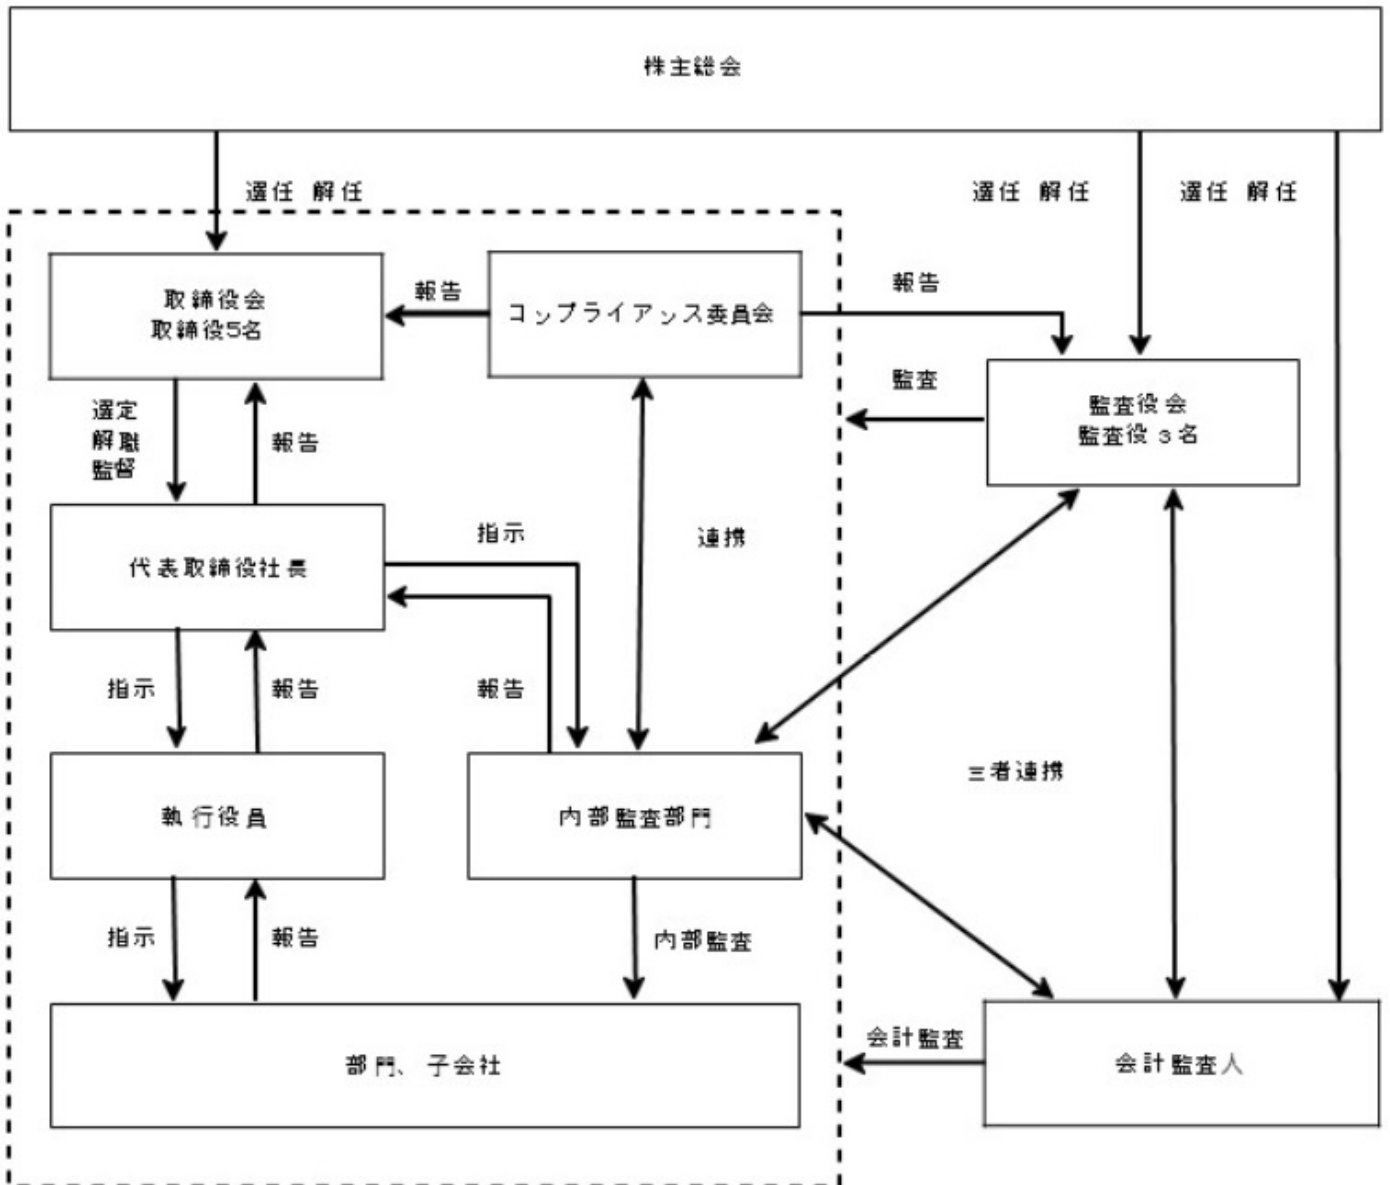 株主総会
選任 解任
選任 解任
選任 解任
取締役会
取締役5名
報告
コンプライアンス委員会
報告
監査
監査役会
監査役3名
選定
解職
監督
報告
代表取締役社長
指示
連携
指示
報告
報告
三者連携
執行役員
内部監査部門
指示
報告
内部監査
会計監査
部門、子会社
会計監査人